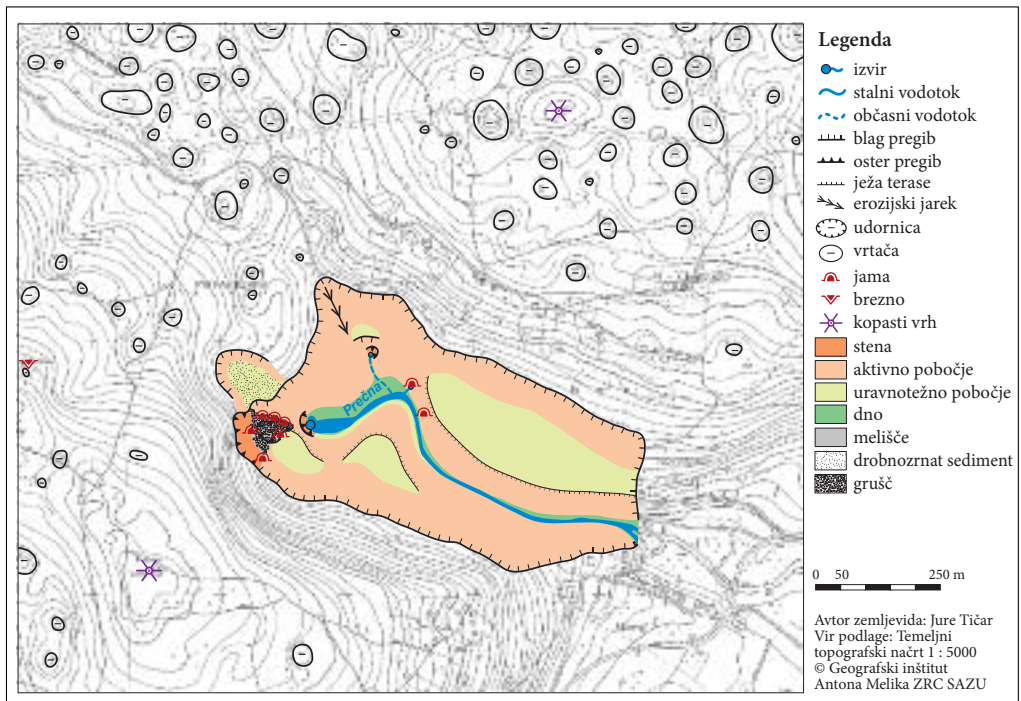 Prečna
Legenda
izvir
stalni vodotok
občasni vodotok
blag pregib
oster pregib
ježa terase
erozijski jarek
udornica
vrtača
jama
brezno
kopasti vrh
stena
aktivno pobočje
uravnotežno pobočje
dno
melišče
drobnozrnat sediment
grušč
0 50 250 m
Avtor zemljevida: Jure Tičar
Vir podlage: Temeljni
topografski načrt 1 : 5000
© Geografski inštitut
Antona Melika ZRC SAZU